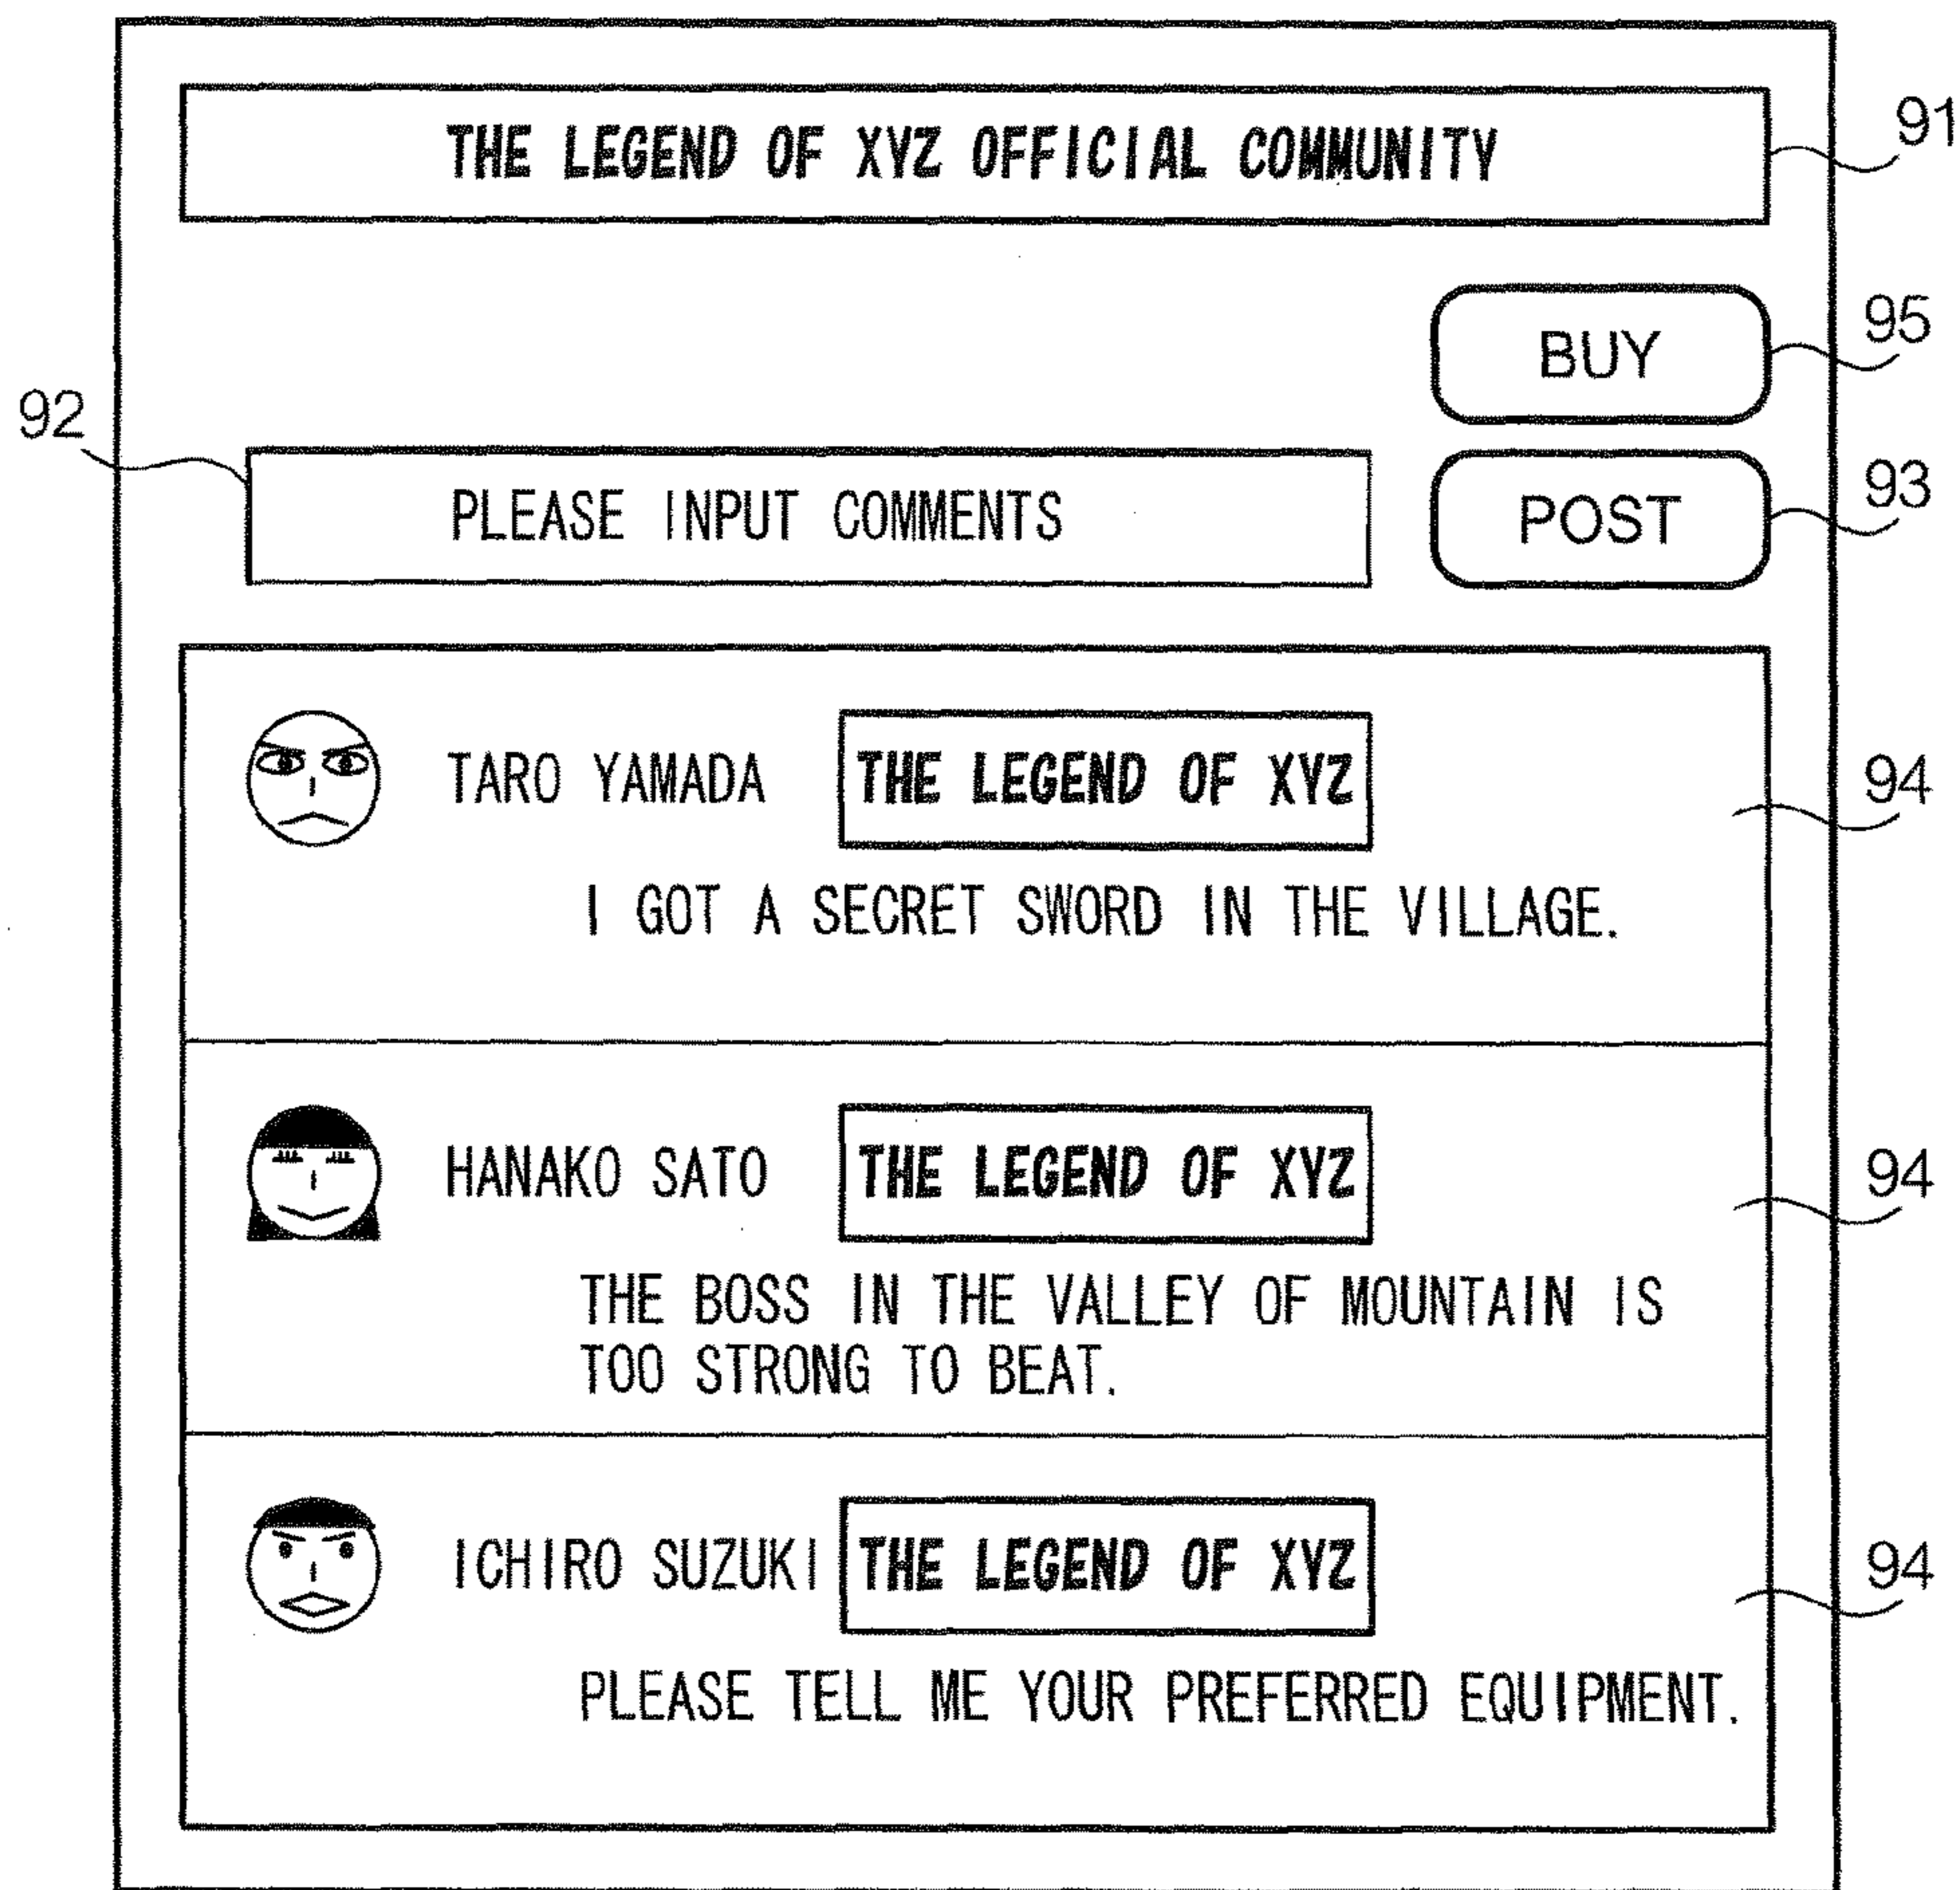 THE LEGEND OF XYZ OFFICIAL COMMUNITY
91
BUY
95
92
PLEASE INPUT COMMENTS
POST
93
TARO YAMADA
THE LEGEND OF XYZ
94
I GOT A SECRET SWORD IN THE VILLAGE.
HANAKO SATO
THE LEGEND OF XYZ
94
THE BOSS IN THE VALLEY OF MOUNTAIN IS
TOO STRONG TO BEAT.
ICHIRO SUZUKI
THE LEGEND OF XYZ
94
PLEASE TELL ME YOUR PREFERRED EQUIPMENT.